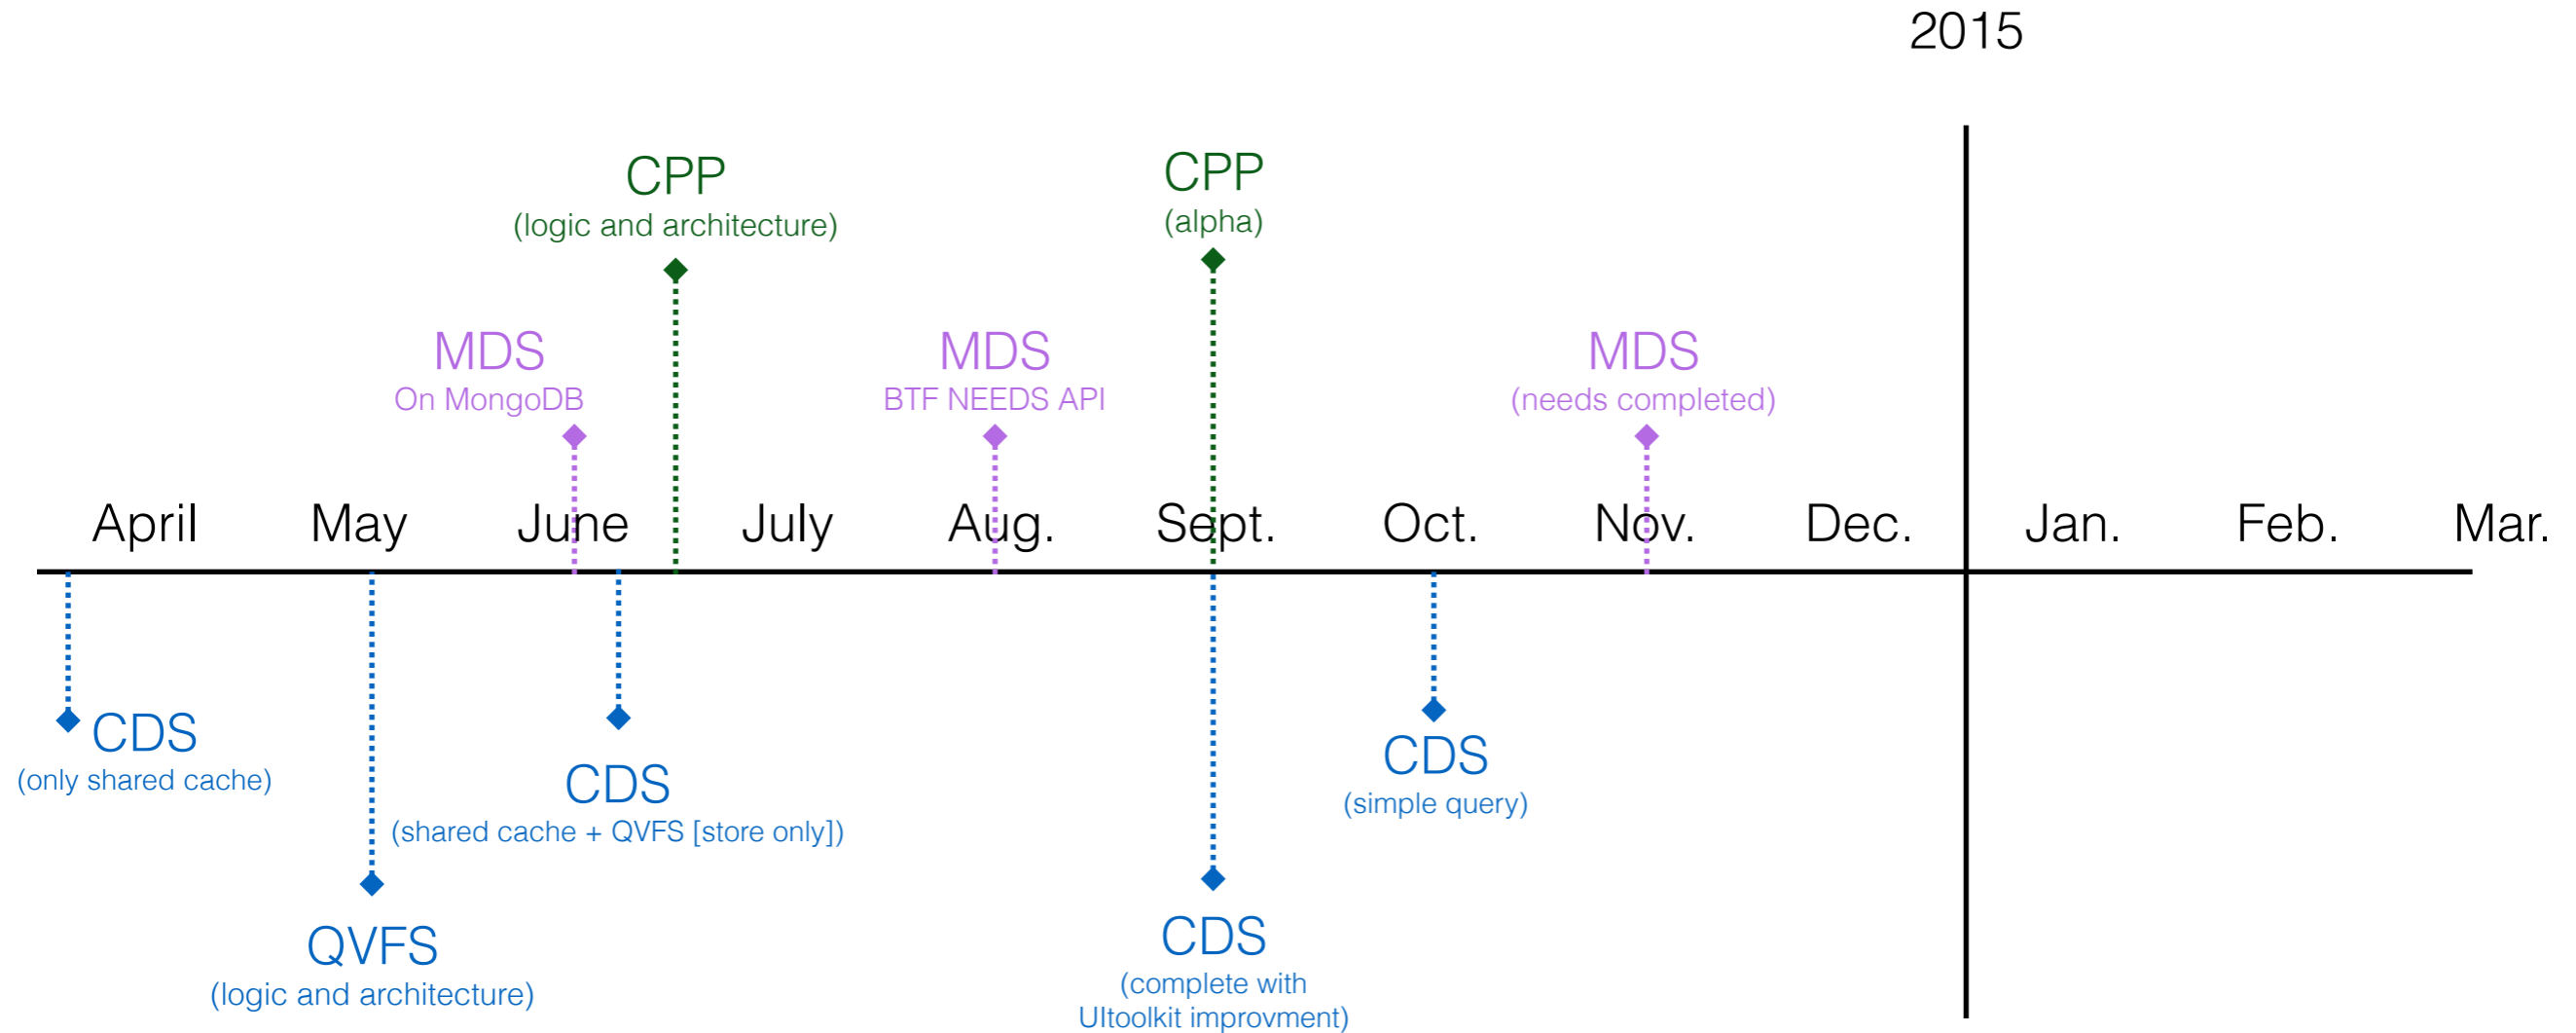 2015
CPP
(logic and architecture)
CPP
(alpha)
MDS
On MongoDB
MDS
BTF NEEDS API
MDS
(needs completed)
April May June July Aug. Sept. Oct. Nov. Dec. Jan. Feb. Mar.
CDS
(only shared cache)
QVFS
(logic and architecture)
CDS
(shared cache + QVFS [store only])
CDS
(complete with
UItoolkit improvment)
CDS
(simple query)